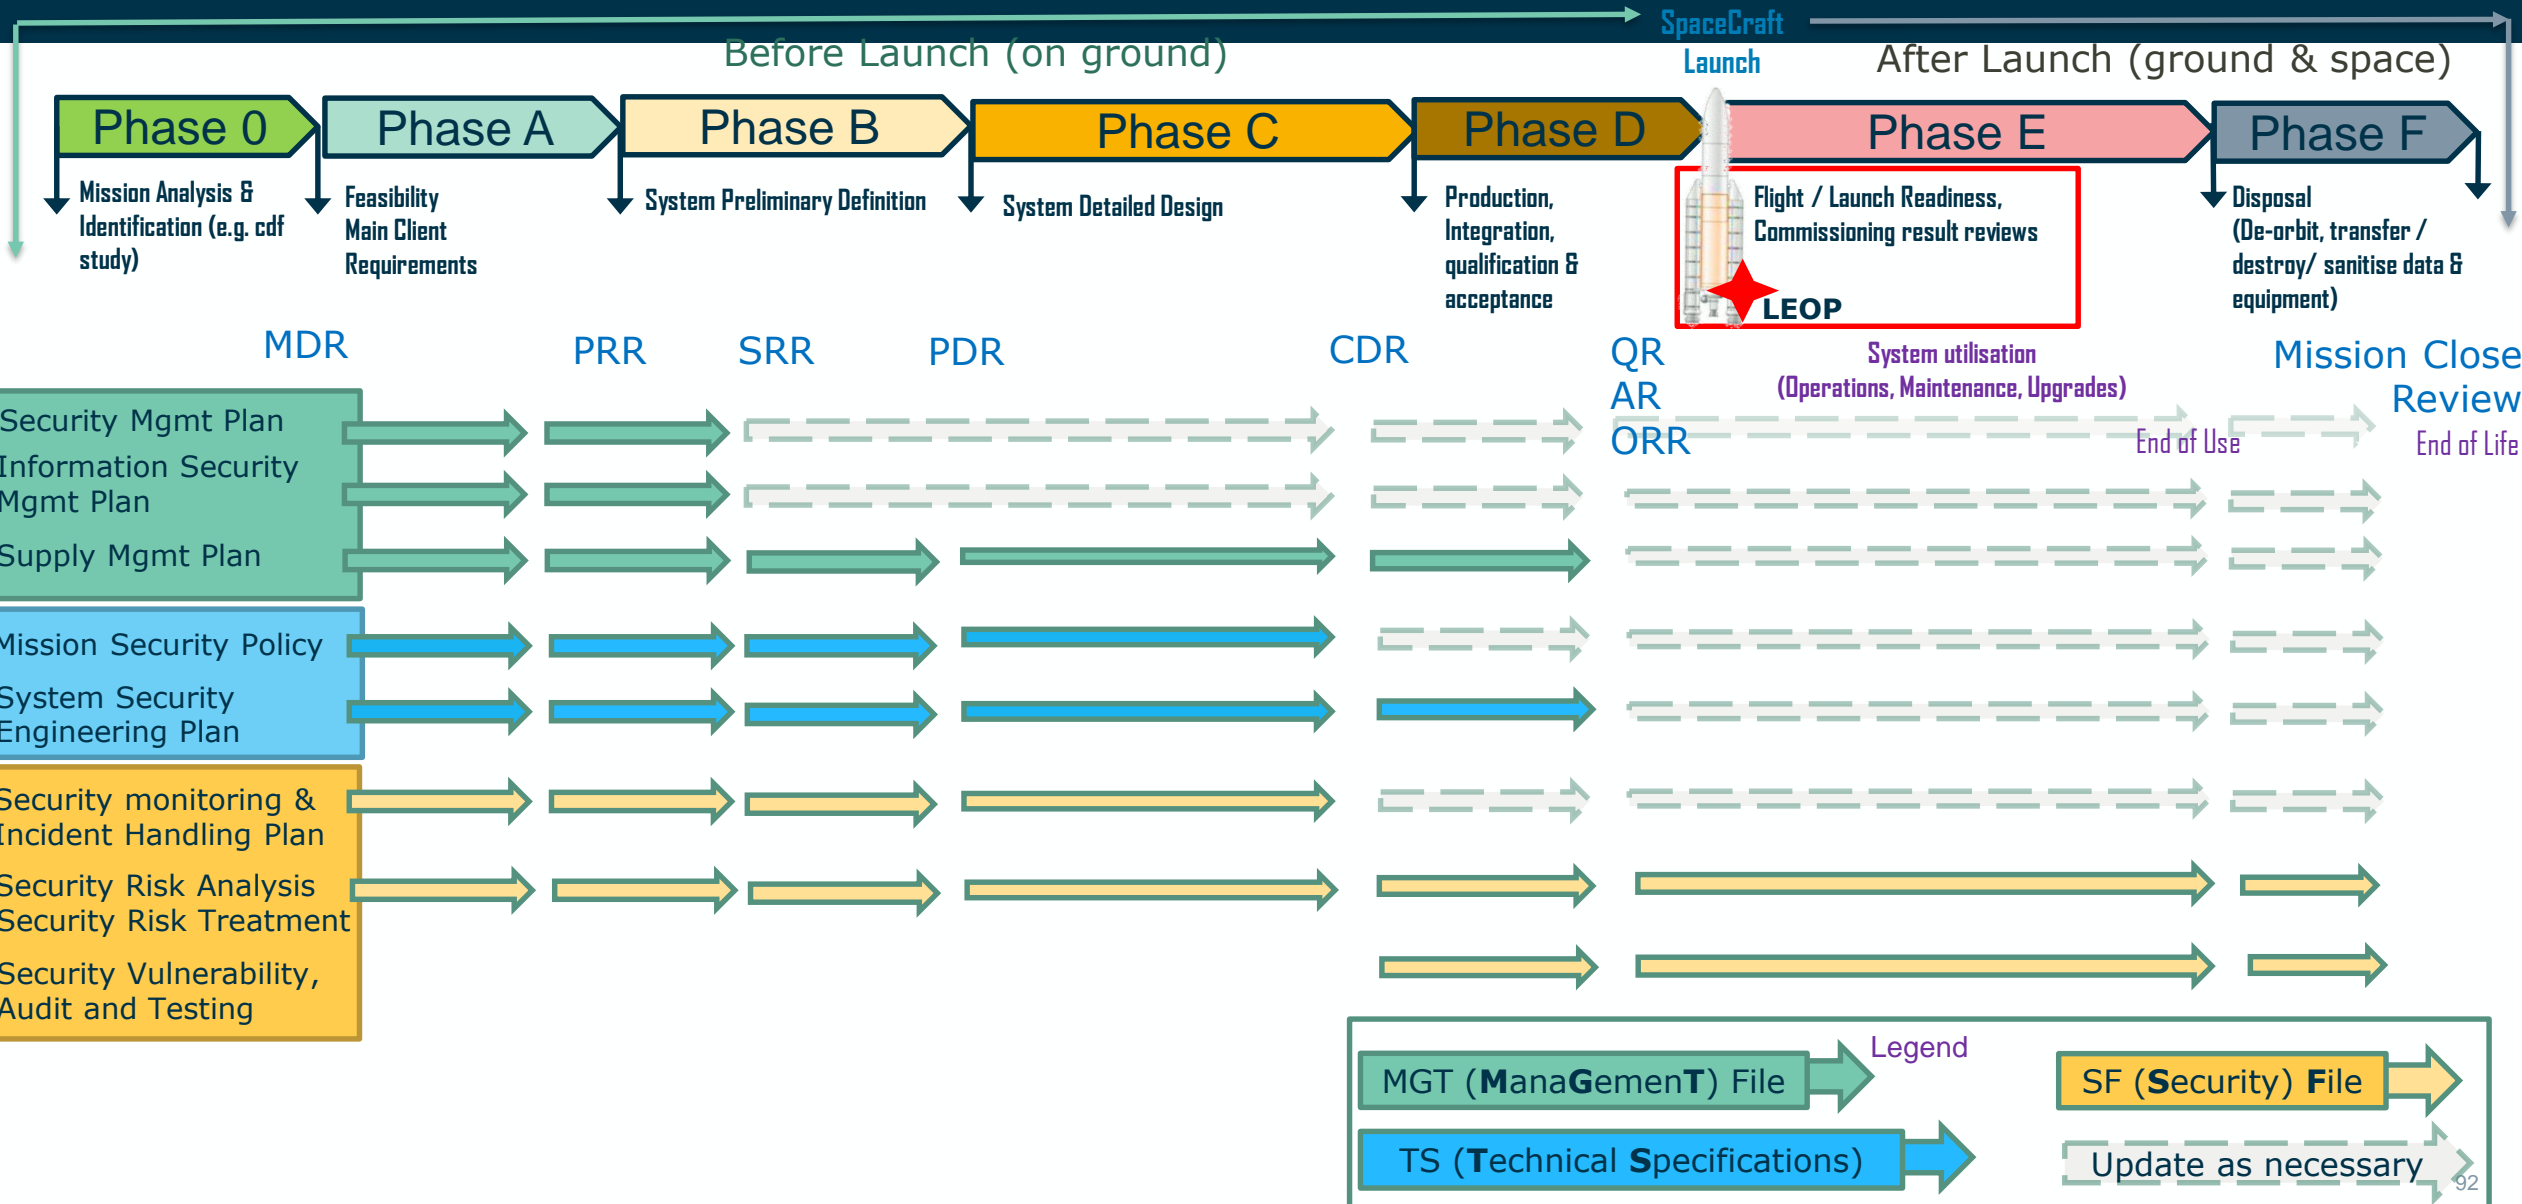 SpaceCraft
Launch
Before Launch (on ground)
After Launch (ground & space)
Phase 0
Phase A
Phase B
Phase C
Phase D
Phase E
Phase F
Mission Analysis &
Identification (e.g. cdf
study)
Feasibility
Main Client
Requirements
System Preliminary Definition
System Detailed Design
Production,
Integration,
qualification &
acceptance
Flight / Launch Readiness,
Commissioning result reviews
LEOP
Disposal
(De-orbit, transfer /
destroy/ sanitise data &
equipment)
MDR
PRR
SRR
PDR
CDR
QR
AR
ORR
System utilisation
(Operations, Maintenance, Upgrades)
Mission Close
Review
End of Use
End of Life
Security Mgmt Plan
Information Security
Mgmt Plan
Supply Mgmt Plan
Mission Security Policy
System Security
Engineering Plan
Security monitoring &
Incident Handling Plan
Security Risk Analysis
Security Risk Treatment
Security Vulnerability,
Audit and Testing
Legend
MGT (ManaGemenT) File
SF (Security) File
TS (Technical Specifications)
Update as necessary
92